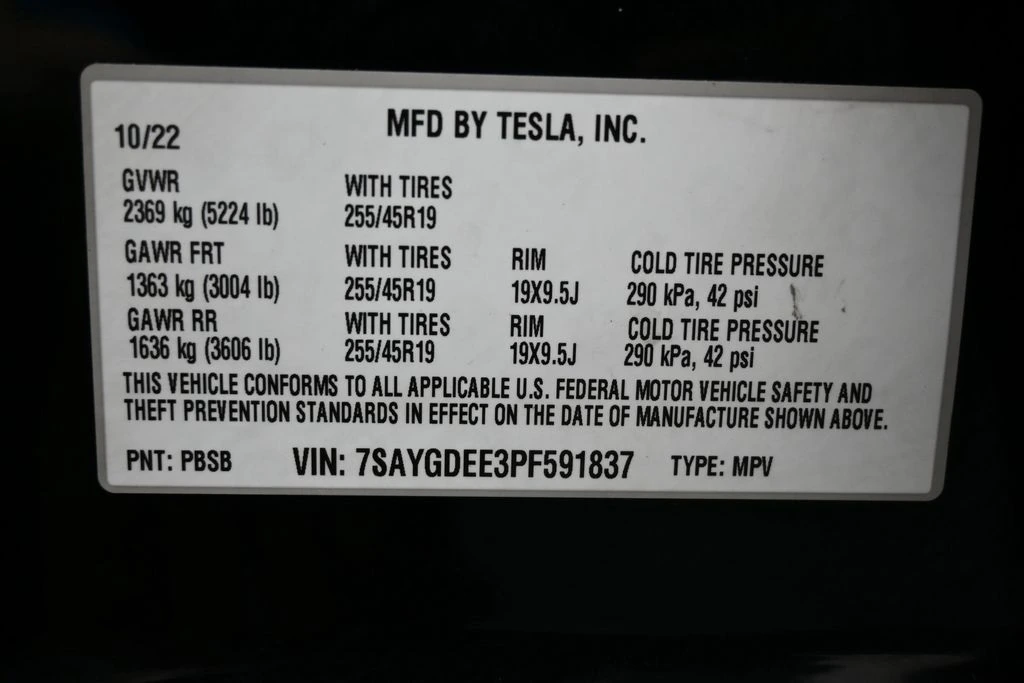 10/22 MFD BY TESLA, INC.
GVWR WITH TIRES
2369 kg (5224 lb) 255/45R19
GAWR FRT WITH TIRES RIM COLD TIRE PRESSURE
1363 kg (3004 lb) 255/45R19 19X9.5J 290 kPa, 42 psi
GAWR RR WITH TIRES RIM COLD TIRE PRESSURE
1636 kg (3606 lb) 255/45R19 19X9.5J 290 kPa, 42 psi
THIS VEHICLE CONFORMS TO ALL APPLICABLE U.S. FEDERAL MOTOR VEHICLE SAFETY AND
THEFT PREVENTION STANDARDS IN EFFECT ON THE DATE OF MANUFACTURE SHOWN ABOVE.
PNT: PBSB VIN: 7SAYGDEE3PF591837 TYPE: MPV